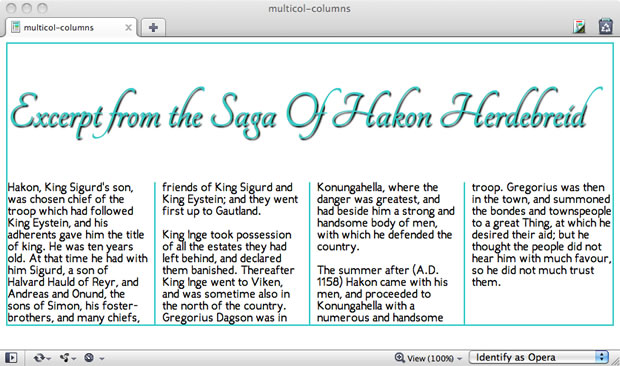 multicol-columns
multicol-columns
Excerpt from the Saga Of Hakon Herdebreid
Hakon, King Sigurd's son,
was chosen chief of the
troop which had followed
King Eystein, and his
adherents gave him the title
of king. He was ten years
old. At that time he had with
him Sigurd, a son of
Halvard Hauld of Reyr, and
Andreas and Onund, the
sons of Simon, his foster-
brothers, and many chiefs,
friends of King Sigurd and
King Eystein; and they went
first up to Gautland.
King Inge took possession
of all the estates they had
left behind, and declared
them banished. Thereafter
King Inge went to Viken,
and was sometime also in
the north of the country.
Gregorius Dagson was in
Konungahella, where the
danger was greatest, and
had beside him a strong and
handsome body of men,
with which he defended the
country.
The summer after (A.D.
1158) Hakon came with his
men, and proceeded to
Konungahella with a
numerous and handsome
troop. Gregorius was then
in the town, and summoned
the bondes and townspeople
to a great Thing, at which he
desired their aid; but he
thought the people did not
hear him with much favour,
so he did not much trust
them.
View (100%)
Identify as Opera